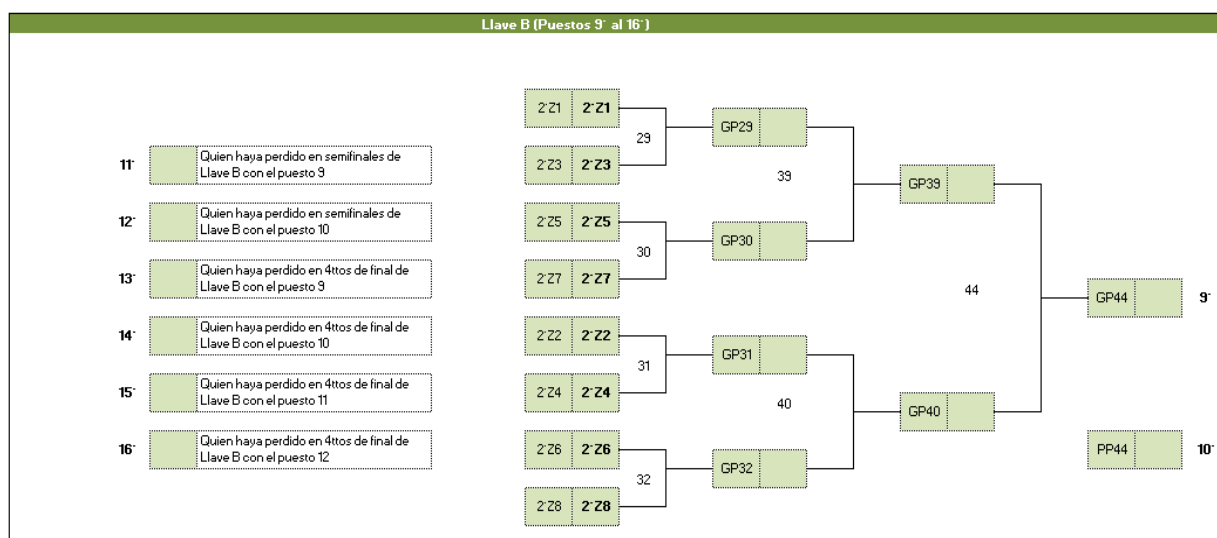 Llave B (Puestos 9° al 16°)
2°Z1 2°Z1
29
GP29
11° Quien haya perdido en semifinales de
Llave B con el puesto 9
2°Z3 2°Z3
39
GP39
12° Quien haya perdido en semifinales de
Llave B con el puesto 10
2°Z5 2°Z5
30
GP30
13° Quien haya perdido en 4ttos de final de
Llave B con el puesto 9
2°Z7 2°Z7
44
GP44 9°
14° Quien haya perdido en 4ttos de final de
Llave B con el puesto 10
2°Z2 2°Z2
31
GP31
15° Quien haya perdido en 4ttos de final de
Llave B con el puesto 11
2°Z4 2°Z4
40
GP40
16° Quien haya perdido en 4ttos de final de
Llave B con el puesto 12
2°Z6 2°Z6
32
GP32
PP44 10°
2°Z8 2°Z8